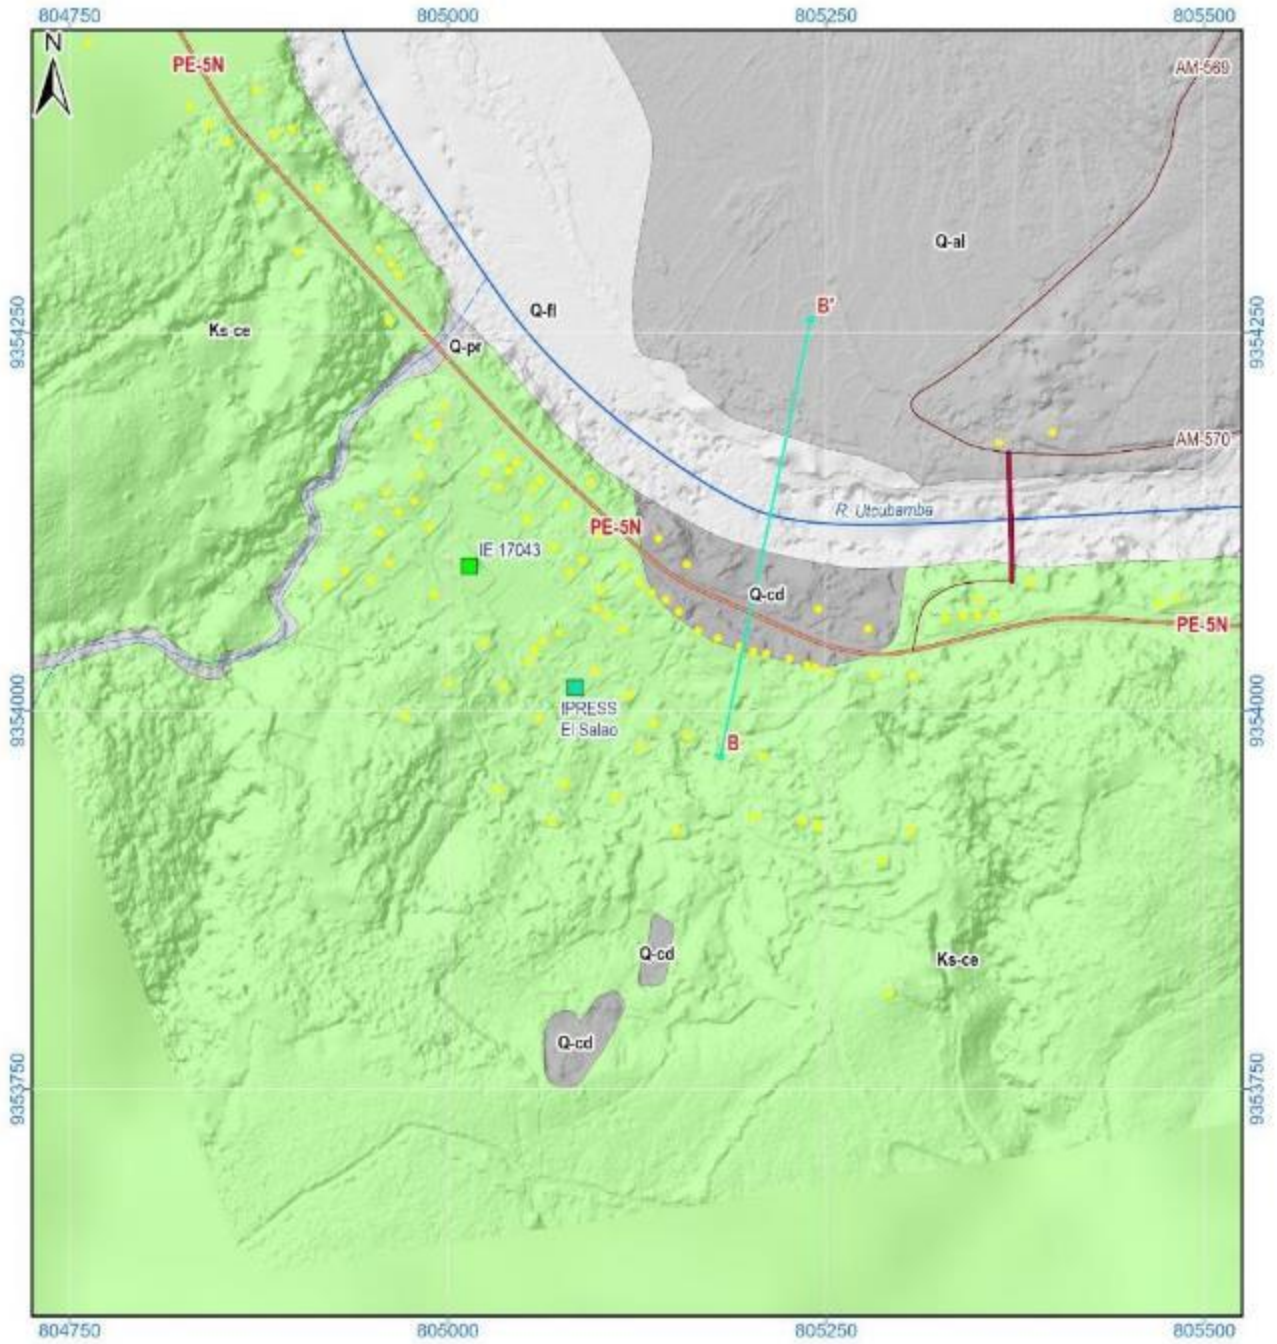 804750 805000 805250 805500
N
PE-5N
AM-569
Q-al
B'
Q-fl
9354250 9354250
Ks-ce
Q-pr
AM-570
R. Utcubamba
PE-5N
IE 17043
Q-cd
PE-5N
IPRESS
El Salao
9354000 9354000
B
Q-cd
Ks-ce
Q-cd
9353750 9353750
804750 805000 805250 805500